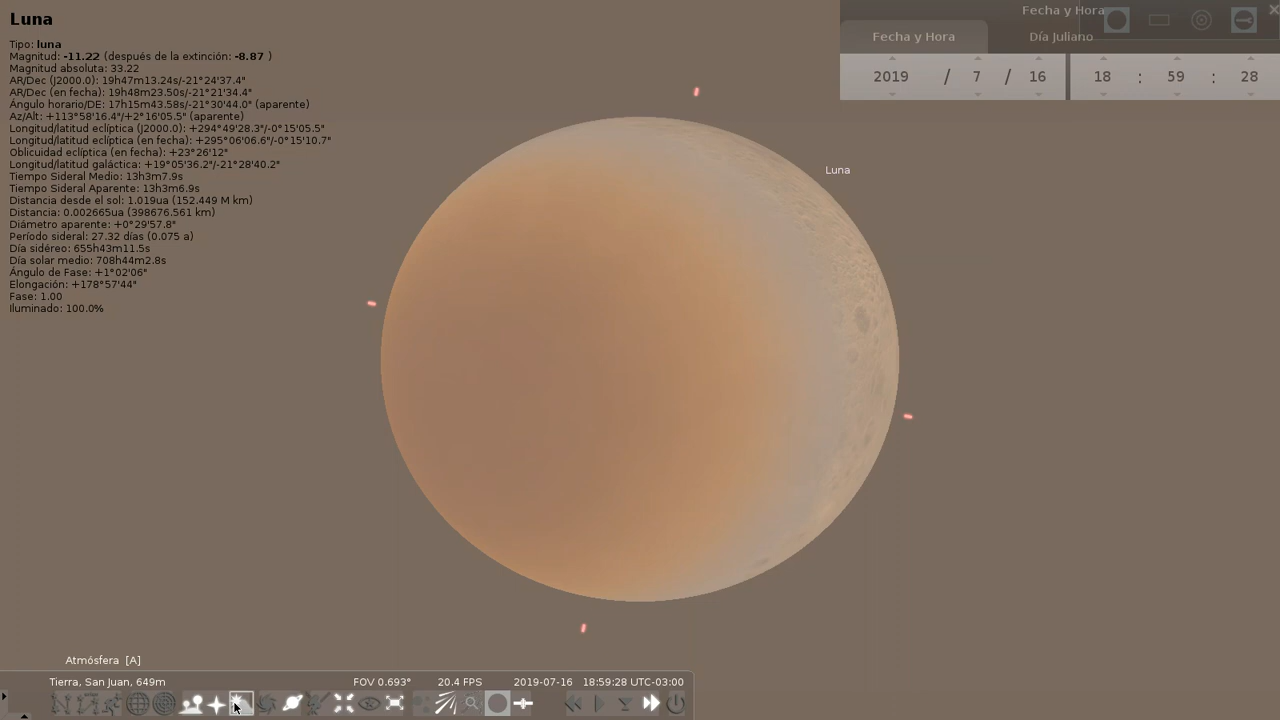 Luna
Tipo: luna
Magnitud: -11.22 (después de la extinción: -8.87 )
Magnitud absoluta: 33.22
AR/Dec (J2000.0): 19h47m13.24s/-21°24'37.4"
AR/Dec (en fecha): 19h48m23.50s/-21°21'34.4"
Ángulo horario/DE: 17h15m43.58s/-21°30'44.0" (aparente)
Az/Alt: +113°58'16.4"/+2°16'05.5" (aparente)
Longitud/latitud eclíptica (J2000.0): +294°49'28.3"/-0°15'05.5"
Longitud/latitud eclíptica (en fecha): +295°06'06.6"/-0°15'10.7"
Oblicuidad eclíptica (en fecha): +23°26'12"
Longitud/latitud galáctica: +19°05'36.2"/-21°28'40.2"
Tiempo Sideral Medio: 13h3m7.9s
Tiempo Sideral Aparente: 13h3m6.9s
Distancia desde el sol: 1.019ua (152.449 M km)
Distancia: 0.002665ua (398676.561 km)
Diámetro aparente: +0°29'57.8"
Período sideral: 27.32 días (0.075 a)
Día sidéreo: 655h43m11.5s
Día solar medio: 708h44m2.8s
Ángulo de Fase: +1°02'06"
Elongación: +178°57'44"
Fase: 1.00
Iluminado: 100.0%
Fecha y Hora
Fecha y Hora Día Juliano
2019 / 7 / 16 18 : 59 : 28
Luna
Atmósfera [A]
Tierra, San Juan, 649m FOV 0.693° 20.4 FPS 2019-07-16 18:59:28 UTC-03:00